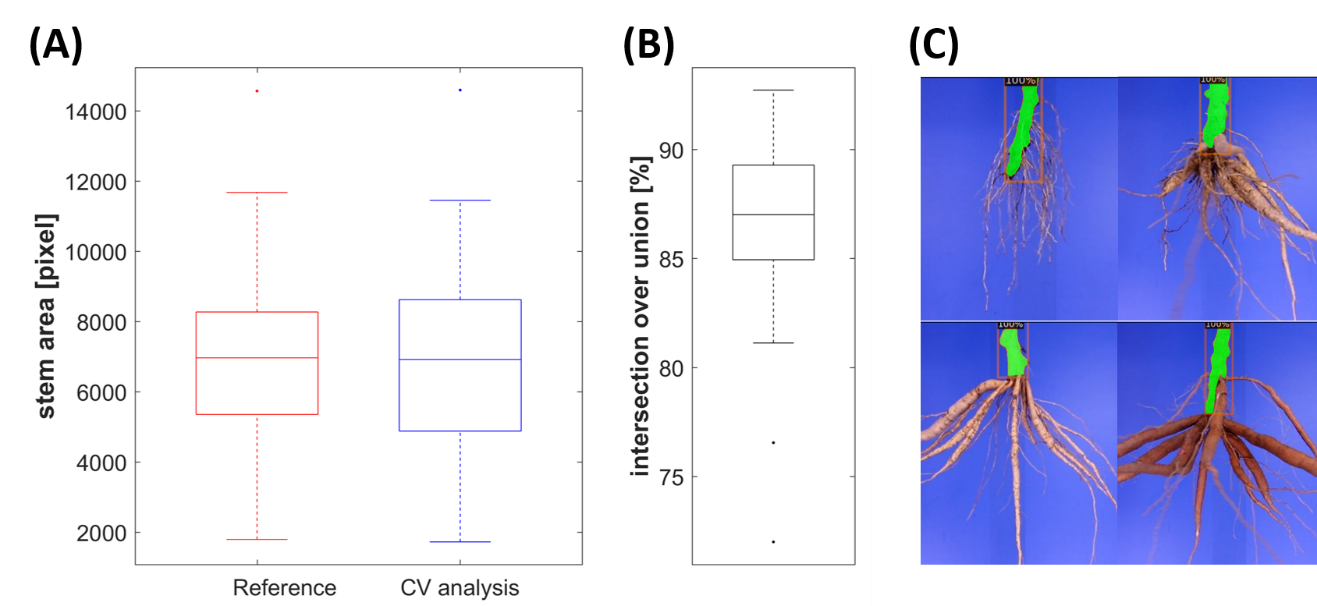 (A)
(B)
(C)
stem area [pixel]
14000
12000
10000
8000
6000
4000
2000
Reference
CV analysis
intersection over union [%]
90
85
80
75
100%
100%
100%
100%